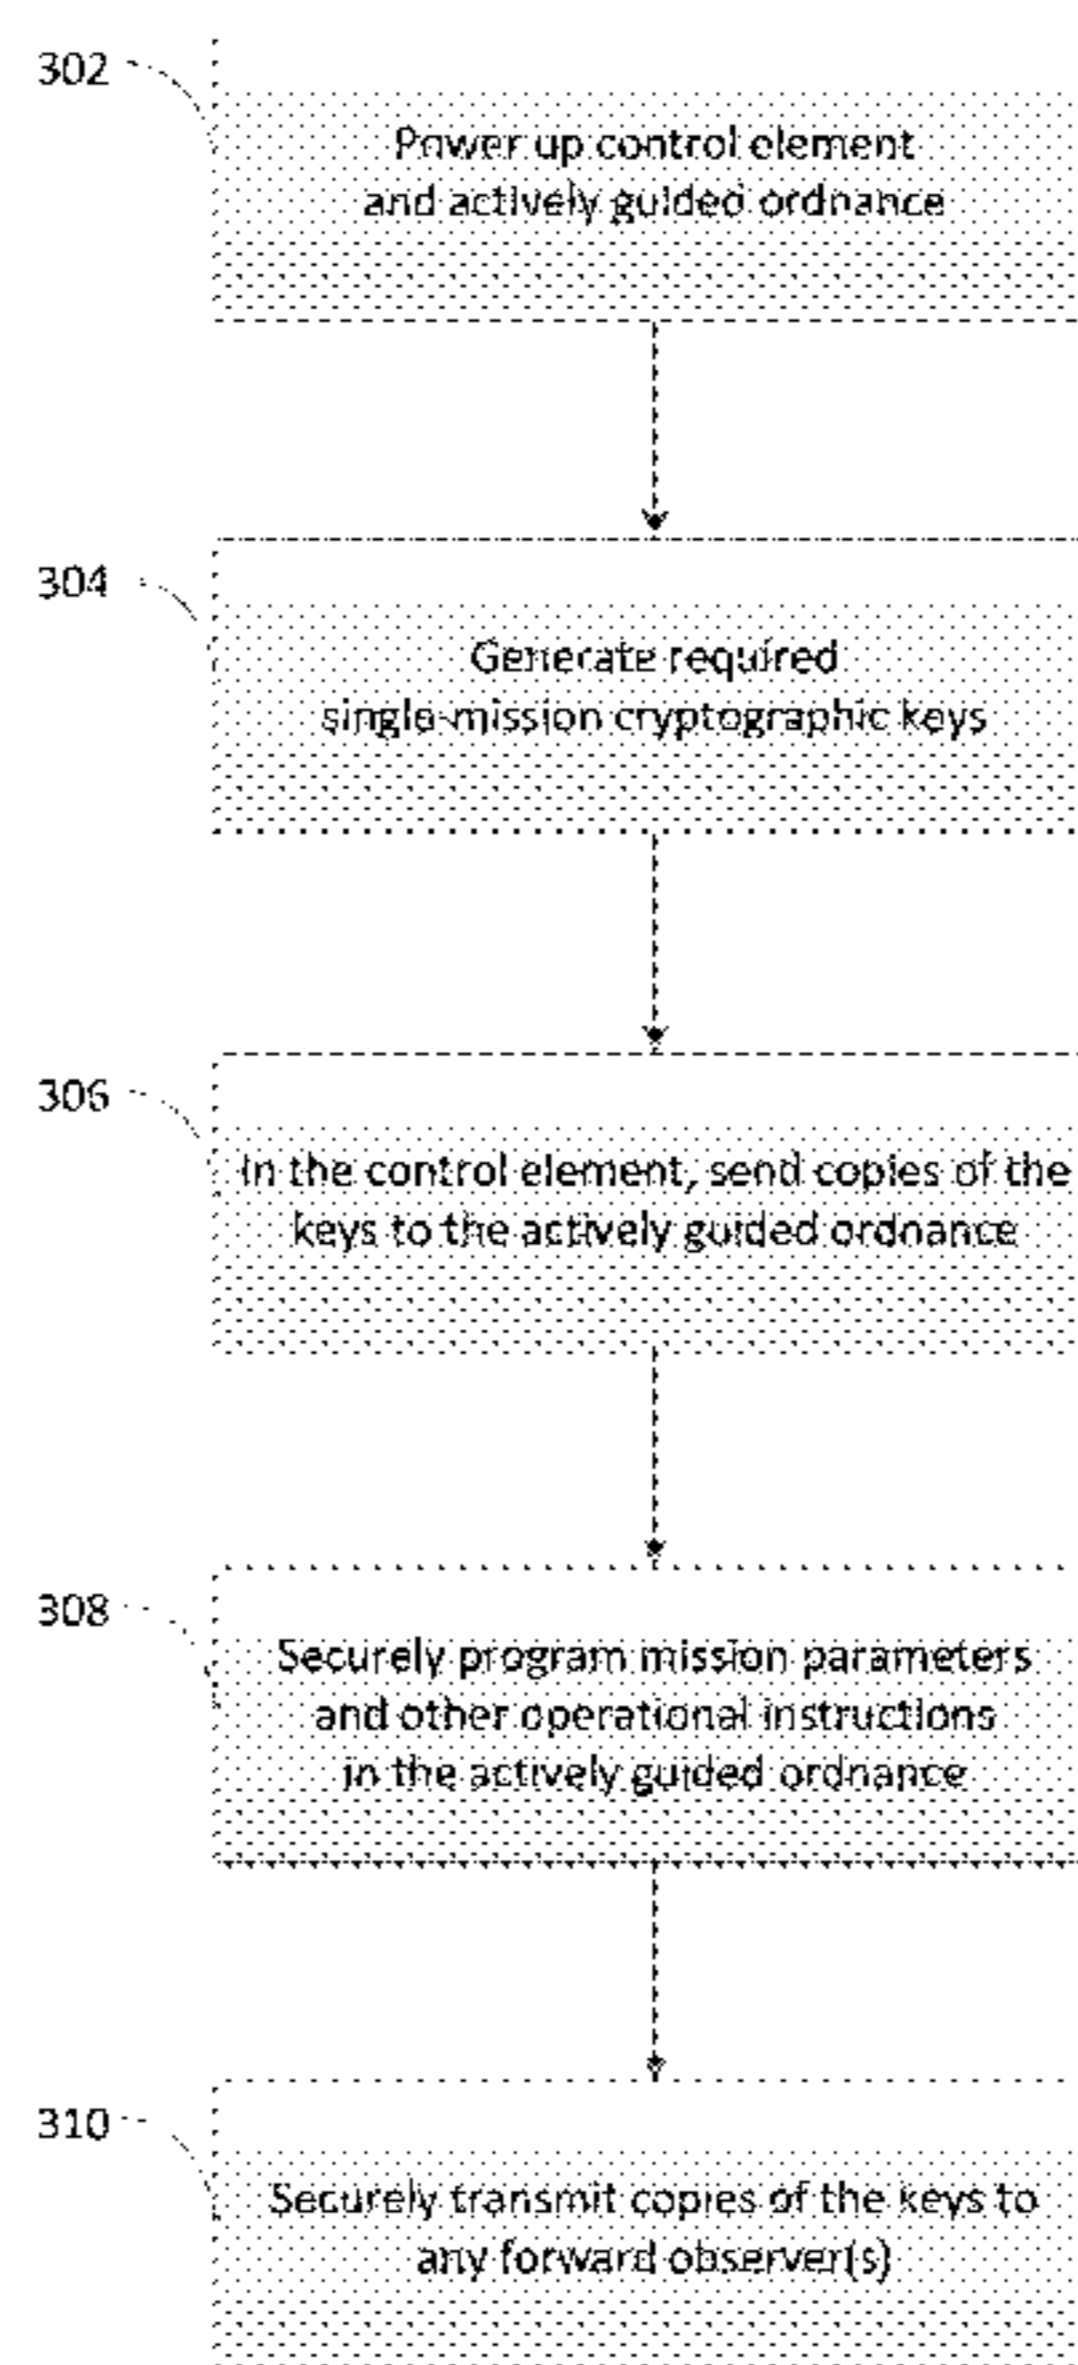 302
Power up control element
and actively guided ordnance
304
Generate required
single-mission cryptographic keys
306
In the control element, send copies of the
keys to the actively guided ordnance
308
Securely program mission parameters
and other operational instructions
in the actively guided ordnance
310
Securely transmit copies of the keys to
any forward observer(s)